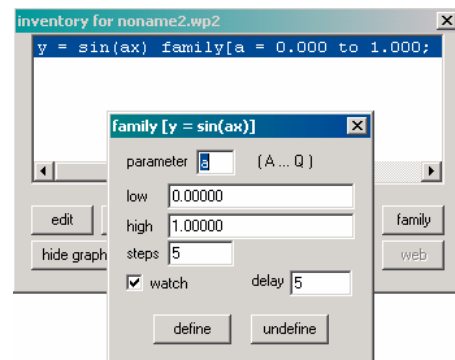 inventory for noname2.wp2
y = sin(ax) family[a = 0.000 to 1.000;
family [y = sin(ax)]
parameter a (A ... Q )
low 0.00000
high 1.00000
steps 5
watch delay 5
define undefine
edit family
hide graph web